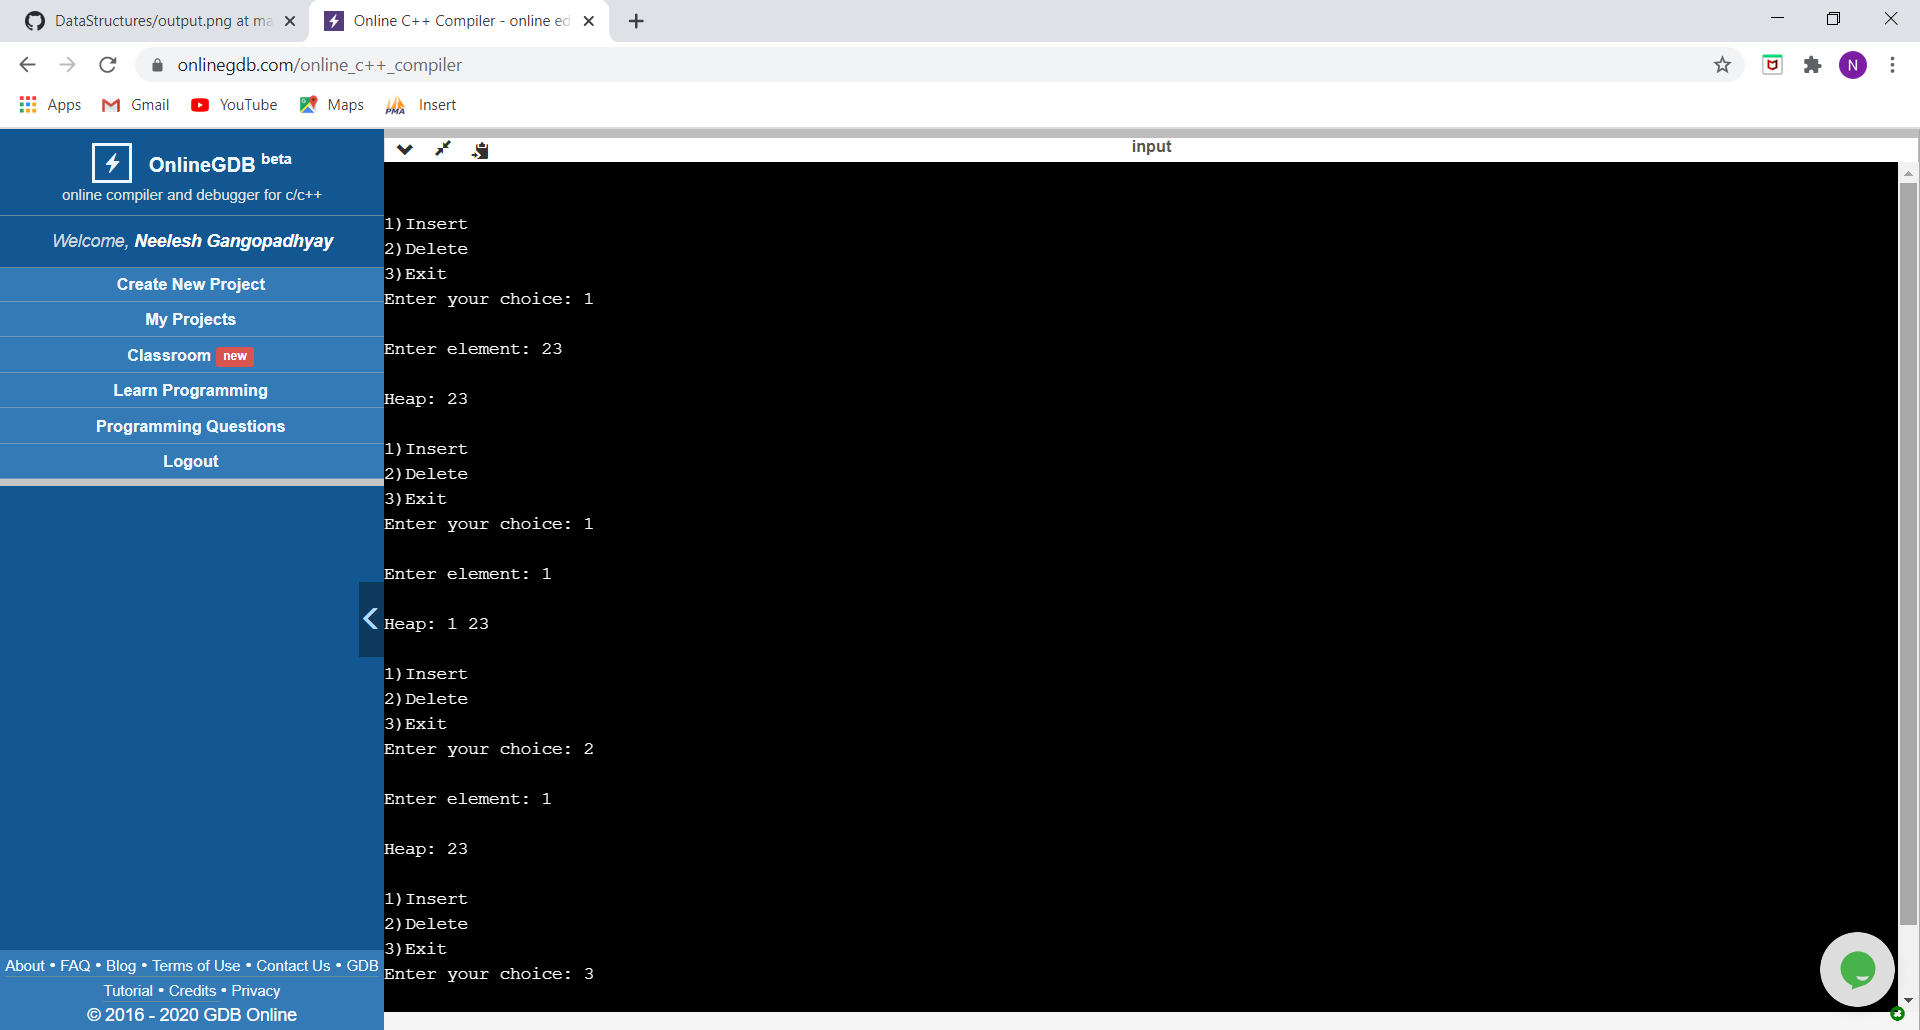 DataStructures/output.png at ma
Online C++ Compiler - online ed
onlinegdb.com/online_c++_compiler
N
Apps
Gmail
YouTube
Maps
PMA
Insert
OnlineGDB beta
online compiler and debugger for c/c++
Welcome, Neelesh Gangopadhyay
Create New Project
My Projects
Classroom new
Learn Programming
Programming Questions
Logout
About • FAQ • Blog • Terms of Use • Contact Us • GDB
Tutorial • Credits • Privacy
© 2016 - 2020 GDB Online
input
1)Insert
2)Delete
3)Exit
Enter your choice: 1
Enter element: 23
Heap: 23
1)Insert
2)Delete
3)Exit
Enter your choice: 1
Enter element: 1
Heap: 1 23
1)Insert
2)Delete
3)Exit
Enter your choice: 2
Enter element: 1
Heap: 23
1)Insert
2)Delete
3)Exit
Enter your choice: 3